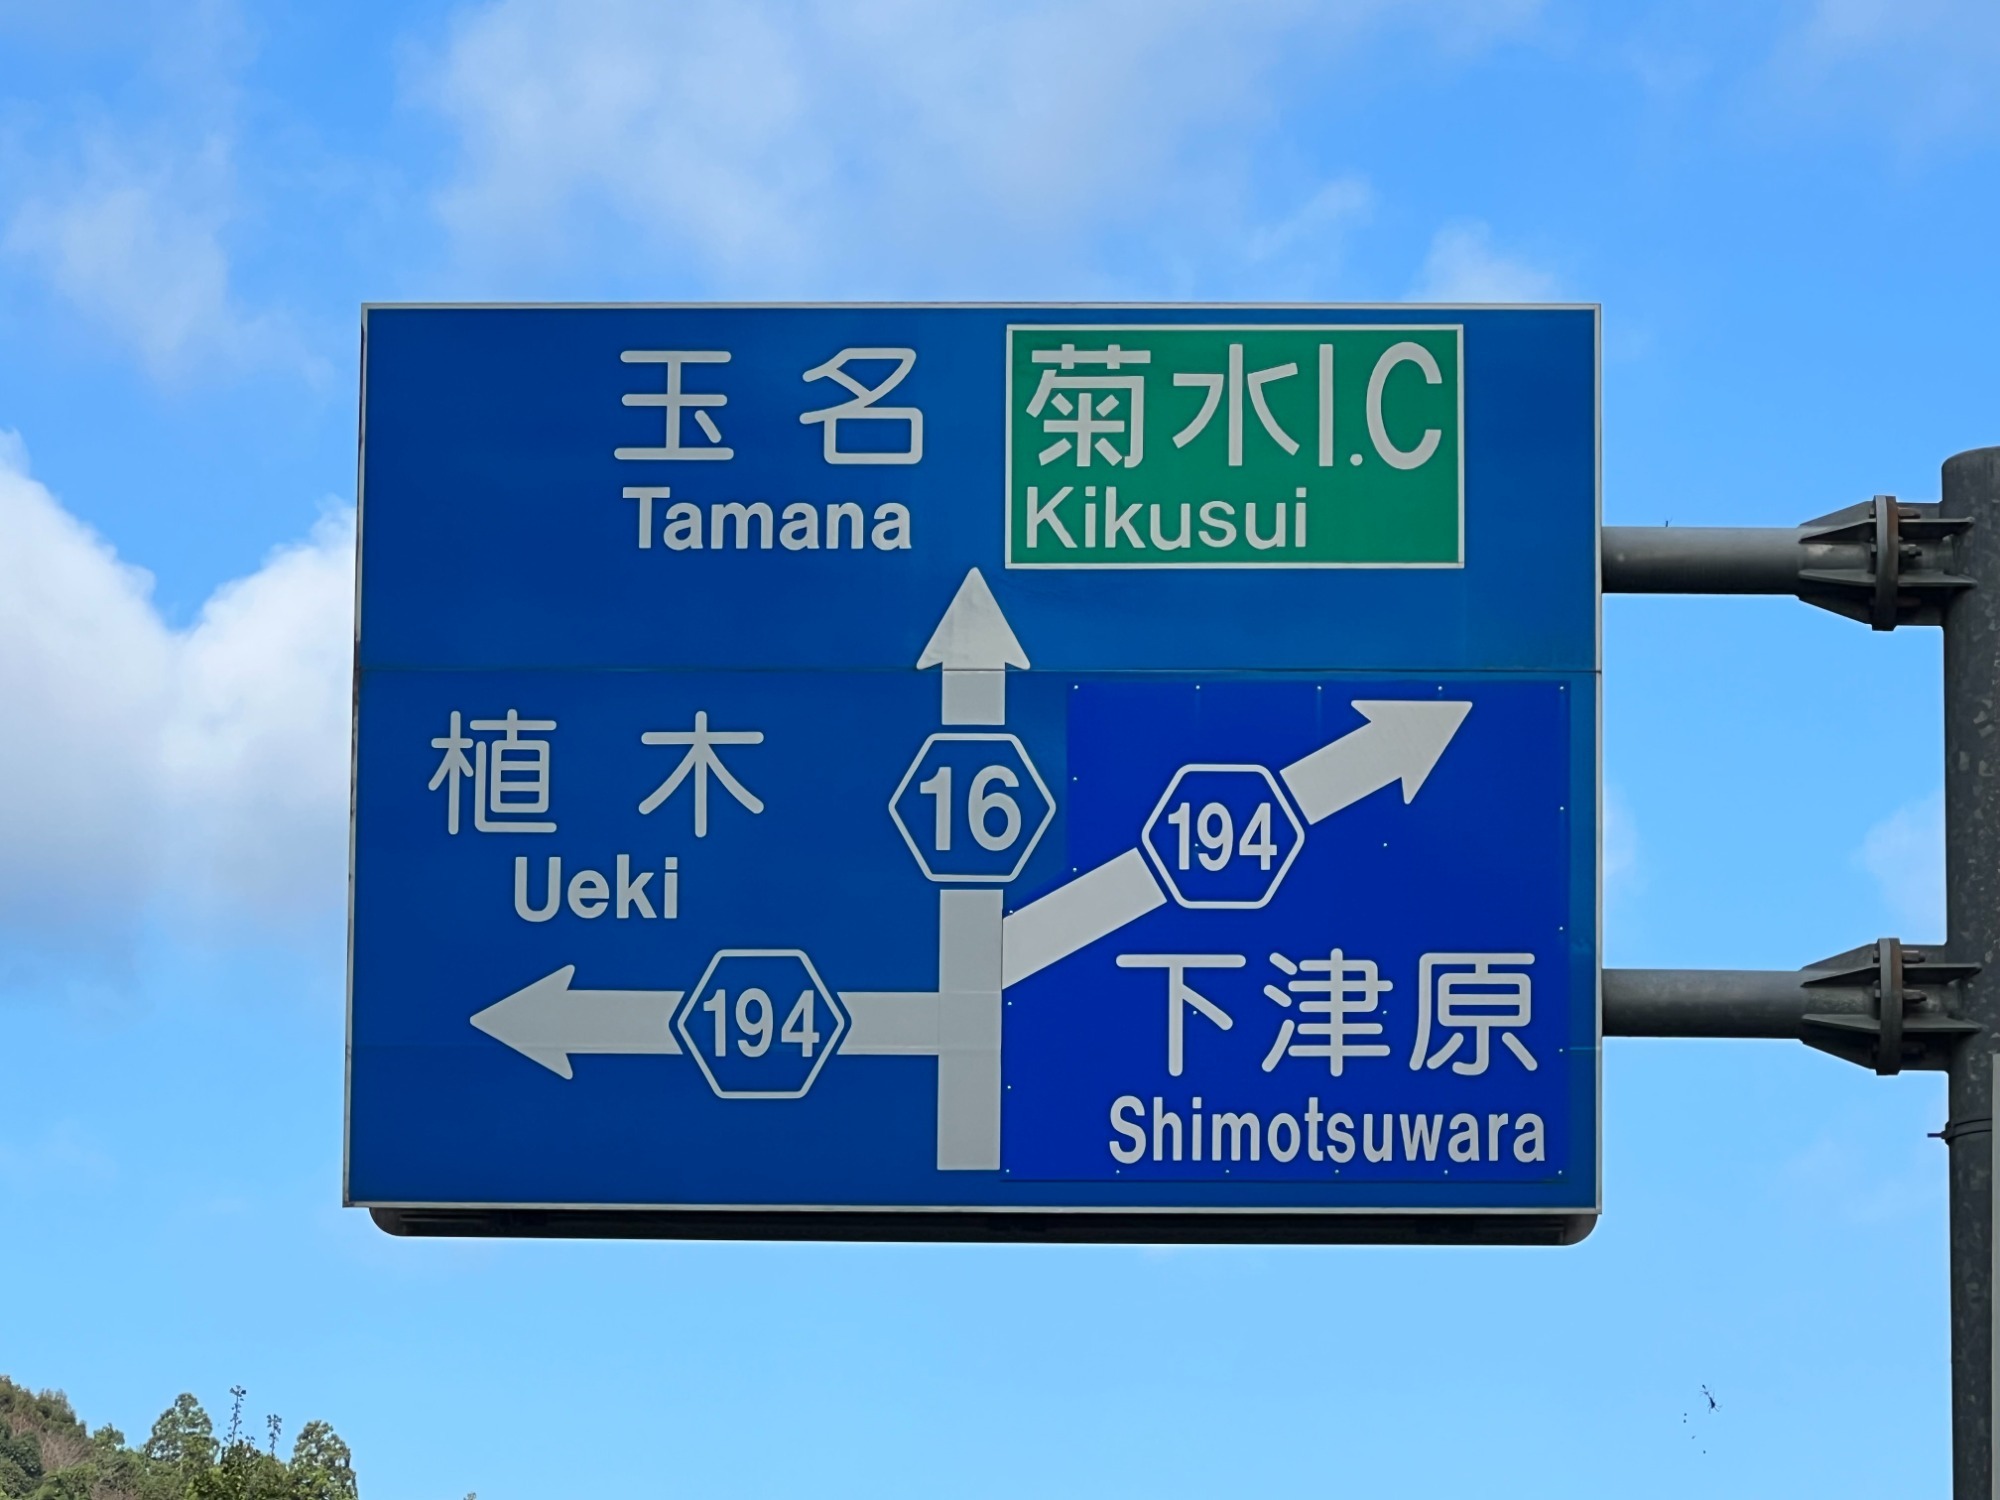 玉名
Tamana
菊水I.C
Kikusui
植木
Ueki
16
194
194
下津原
Shimotsuwara